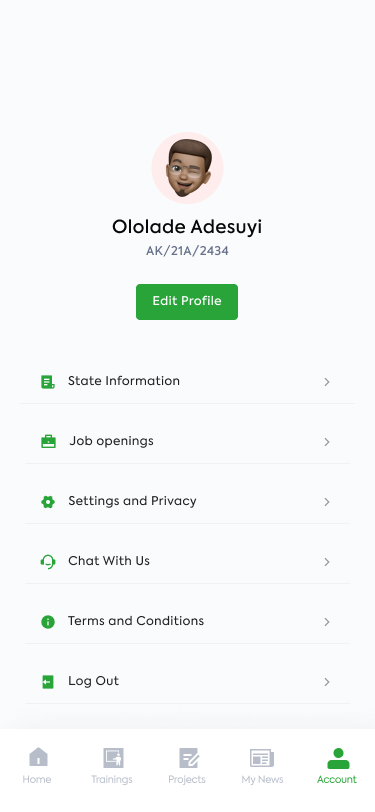 Ololade Adesuyi
AK/21A/2434
Edit Profile
State Information
Job openings
Settings and Privacy
Chat With Us
Terms and Conditions
Log Out
Home
Trainings
Projects
My News
Account